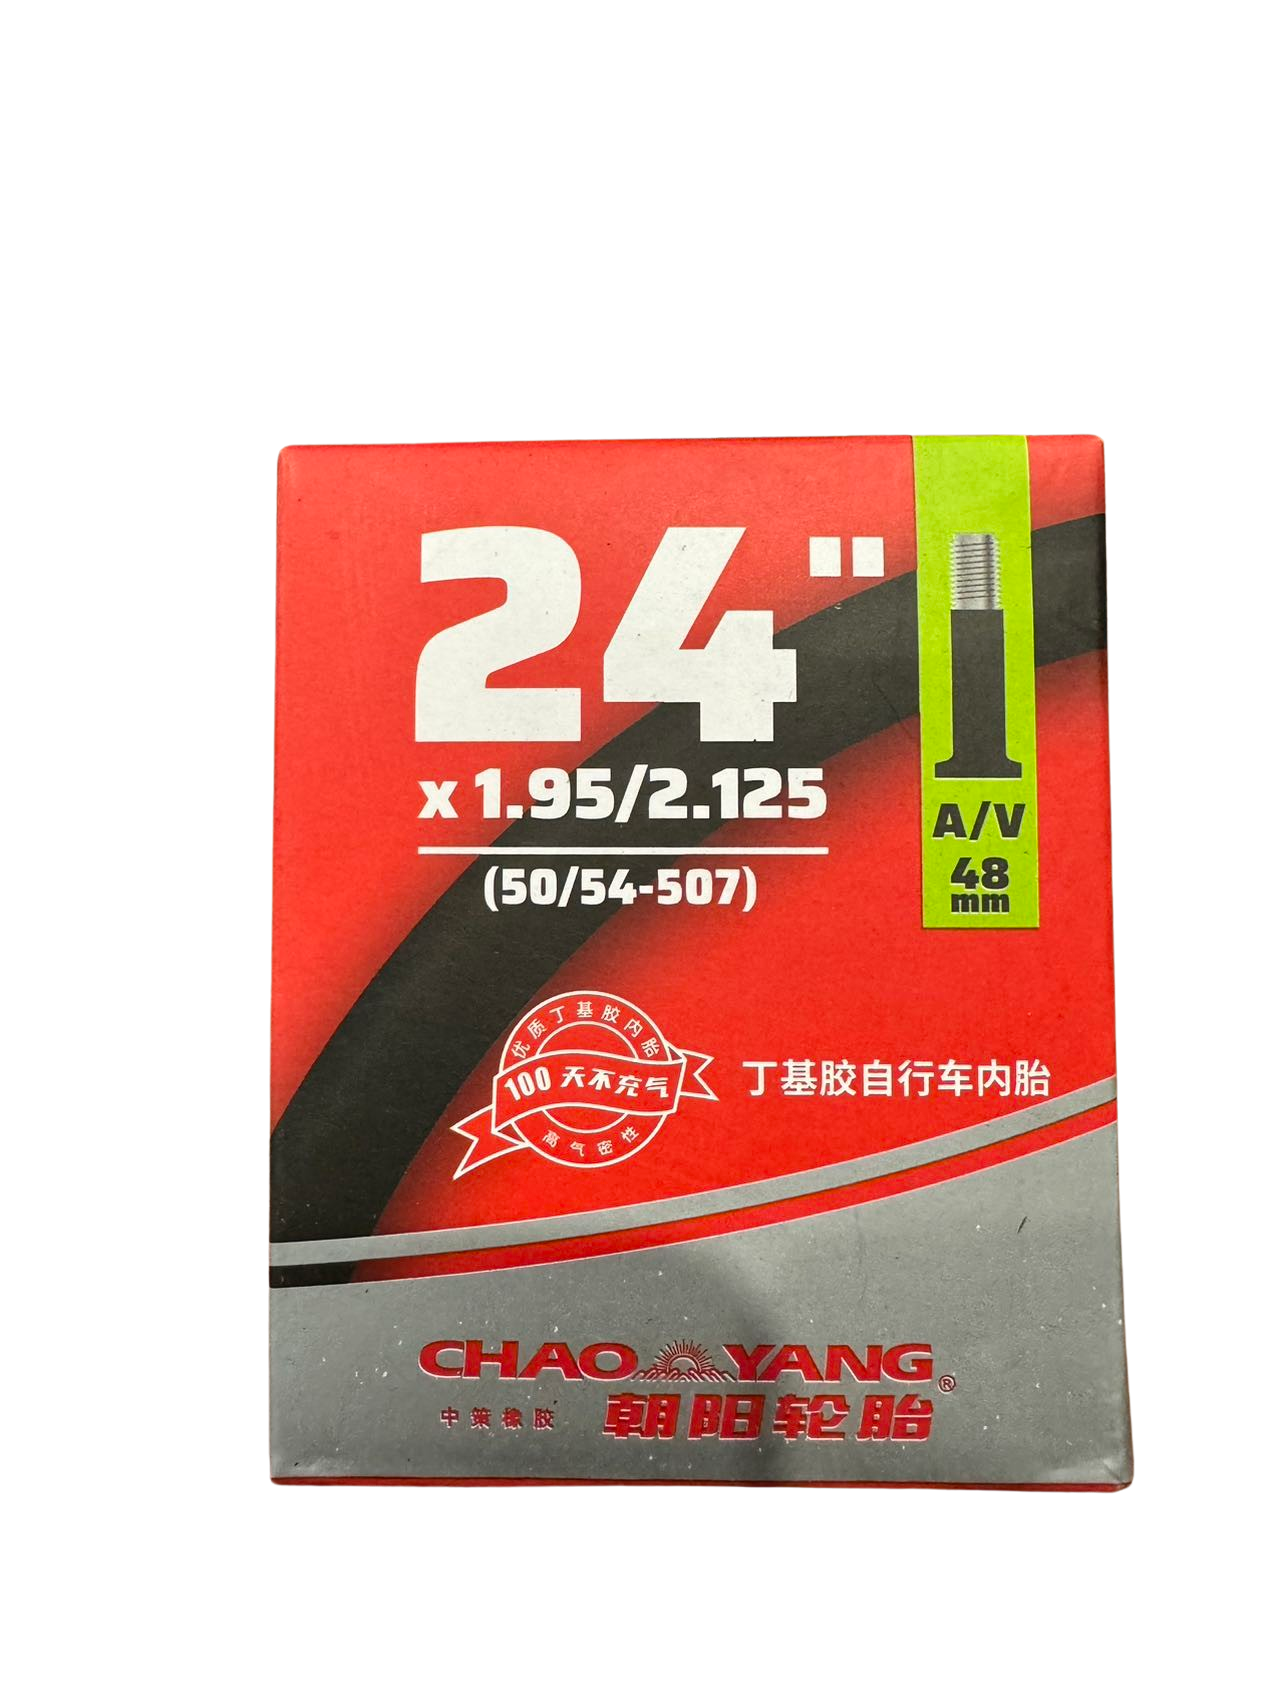 24"
x 1.95/2.125
(50/54-507)
A/V
48
mm
优质丁基胶内胎
100 天不充气
高气密性
丁基胶自行车内胎
CHAO YANG®
中策橡胶 朝阳轮胎